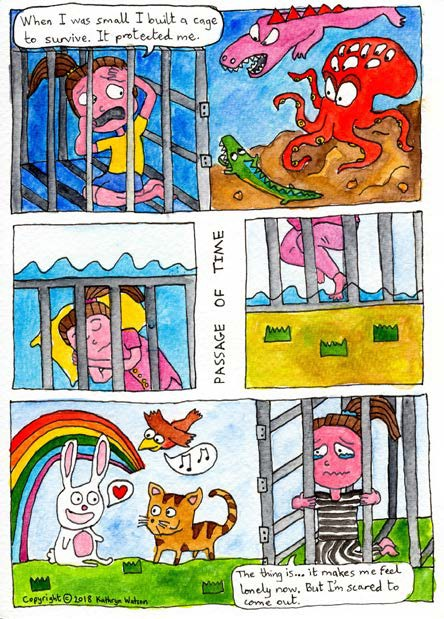 When I was small I built a cage
to survive. It protected me.
PASSAGE OF TIME
The thing is... it makes me feel
lonely now. But I'm scared to
come out.
Copyright © 2018 Kathryn Watson